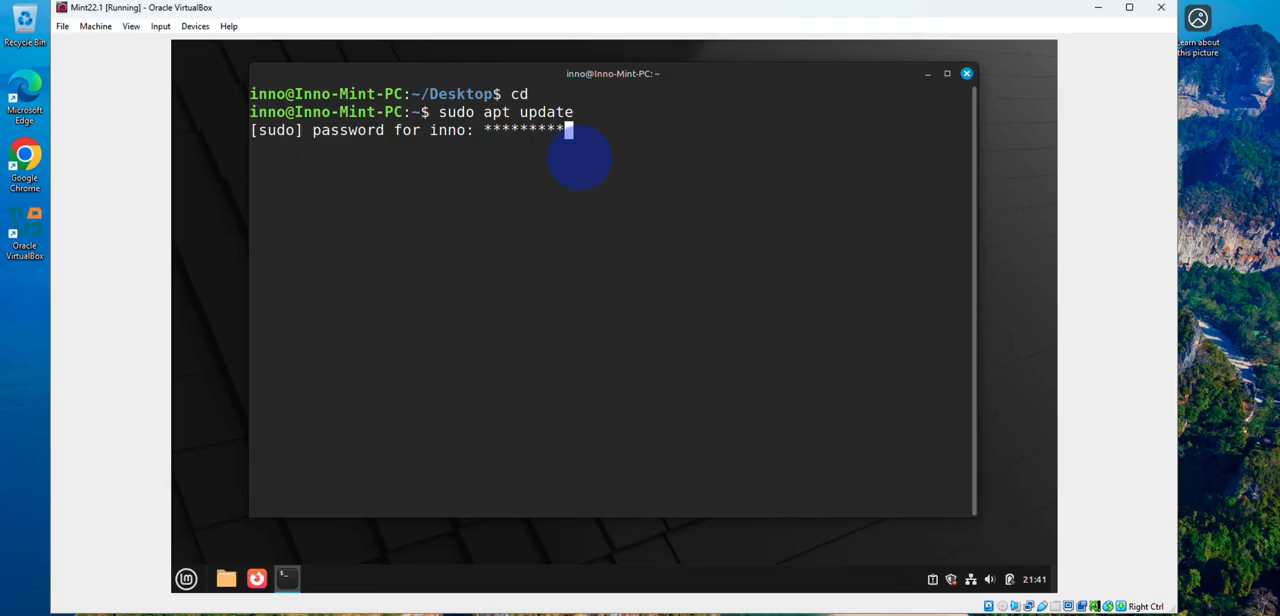 Recycle Bin
Microsoft
Edge
Google
Chrome
Oracle
VirtualBox
Mint22.1 [Running] - Oracle VirtualBox
File Machine View Input Devices Help
inno@Inno-Mint-PC: ~
inno@Inno-Mint-PC:~/Desktop$ cd
inno@Inno-Mint-PC:~$ sudo apt update
[sudo] password for inno: *********
$_
21:41
Right Ctrl
Learn about
this picture